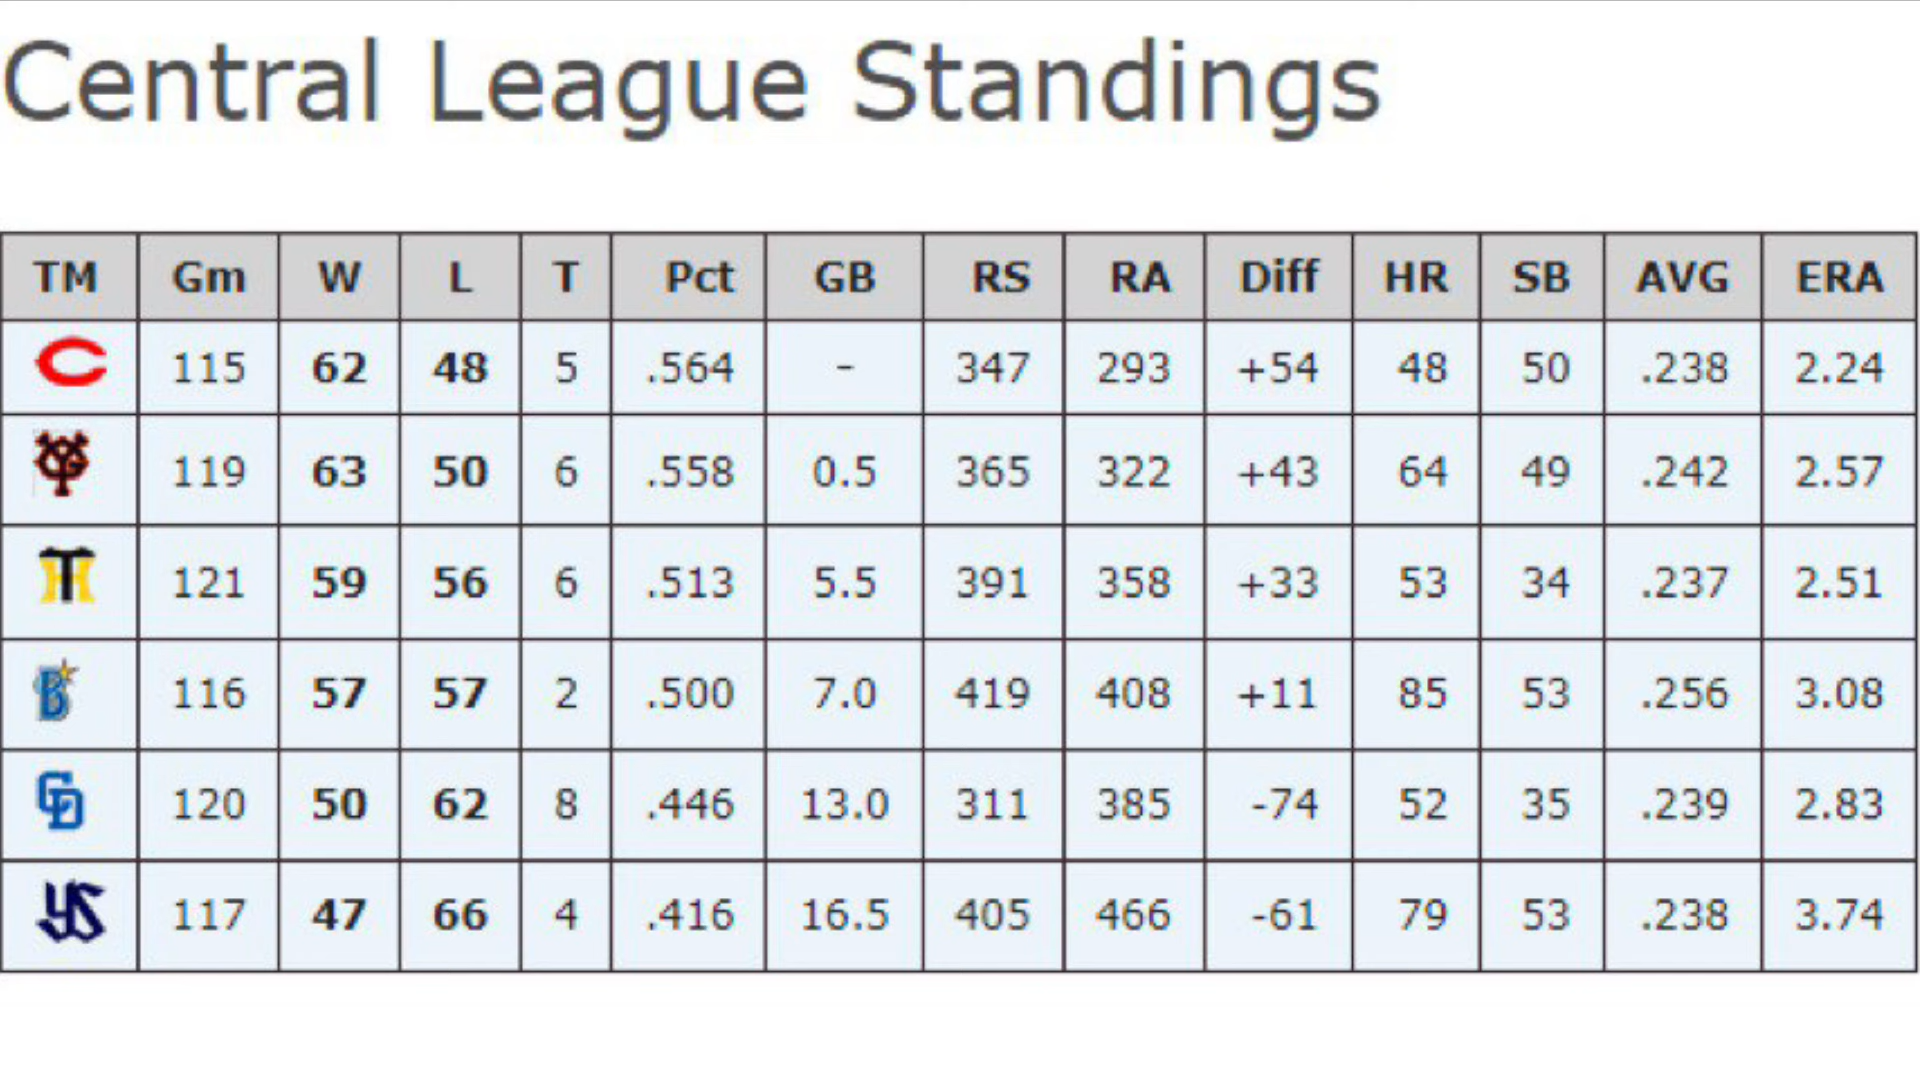 Central League Standings
TM Gm W L T Pct GB RS RA Diff HR SB AVG ERA
C 115 62 48 5 .564 - 347 293 +54 48 50 .238 2.24
YG 119 63 50 6 .558 0.5 365 322 +43 64 49 .242 2.57
TH 121 59 56 6 .513 5.5 391 358 +33 53 34 .237 2.51
B 116 57 57 2 .500 7.0 419 408 +11 85 53 .256 3.08
CD 120 50 62 8 .446 13.0 311 385 -74 52 35 .239 2.83
YS 117 47 66 4 .416 16.5 405 466 -61 79 53 .238 3.74